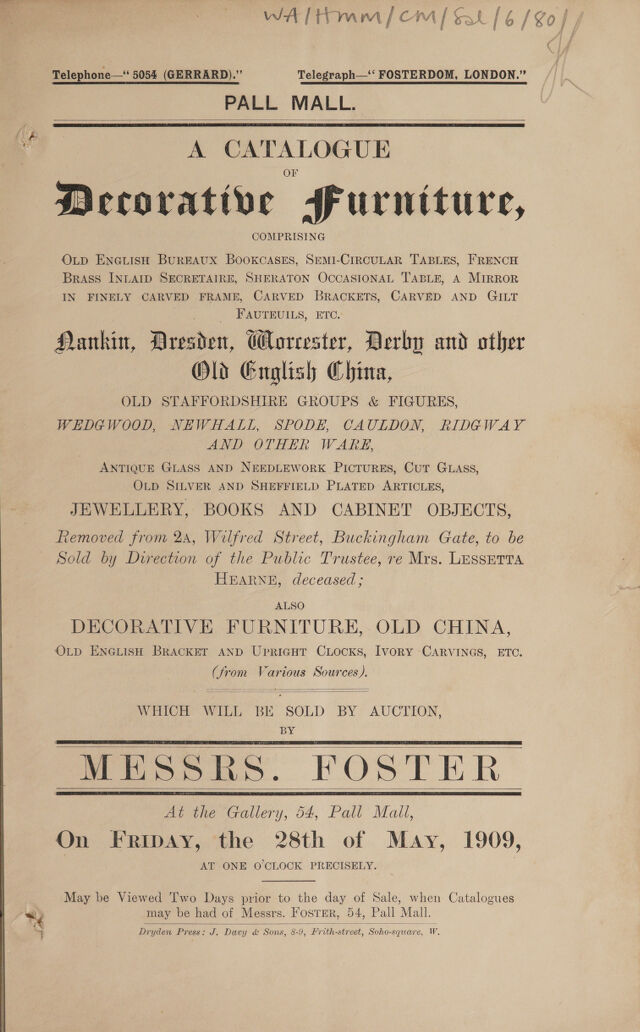 WA/HMM/CM/Sal/6/80
Telephone—“ 5054 (GERRARD).” Telegraph—“ FOSTERDOM, LONDON.”
PALL MALL.
A CATALOGUE
OF
Decorative Furniture,
COMPRISING
OLD ENGLISH BUREAUX BOOKCASES, SEMI-CIRCULAR TABLES, FRENCH
BRASS INLAID SECRETAIRE, SHERATON OCCASIONAL TABLE, A MIRROR
IN FINELY CARVED FRAME, CARVED BRACKETS, CARVED AND GILT
FAUTEUILS, ETC.
Nankin, Dresden, Worcester, Derby and other
Old English China,
OLD STAFFORDSHIRE GROUPS & FIGURES,
WEDGWOOD, NEWHALL, SPODE, CAULDON, RIDGWAY
AND OTHER WARE,
ANTIQUE GLASS AND NEEDLEWORK PICTURES, CUT GLASS,
OLD SILVER AND SHEFFIELD PLATED ARTICLES,
JEWELLERY, BOOKS AND CABINET OBJECTS,
Removed from 2A, Wilfred Street, Buckingham Gate, to be
Sold by Direction of the Public Trustee, re Mrs. LESSETTA
HEARNE, deceased;
ALSO
DECORATIVE FURNITURE, OLD CHINA,
OLD ENGLISH BRACKET AND UPRIGHT CLOCKS, IVORY CARVINGS, ETC.
(from Various Sources).
WHICH WILL BE SOLD BY AUCTION,
BY
MESSRS. FOSTER
At the Gallery, 54, Pall Mall,
On FRIDAY, the 28th of MAY, 1909,
AT ONE O'CLOCK PRECISELY.
May be Viewed Two Days prior to the day of Sale, when Catalogues
may be had of Messrs. FOSTER, 54, Pall Mall.
Dryden Press: J. Davy & Sons, 8-9, Frith-street, Soho-square, W.